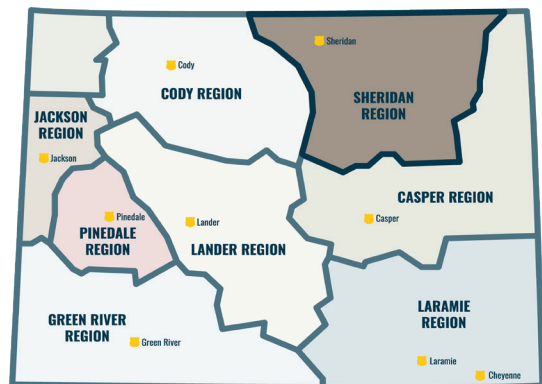 Sheridan
Cody
CODY REGION
SHERIDAN
REGION
JACKSON
REGION
Jackson
CASPER REGION
Pinedale
Lander
Casper
PINEDALE
REGION
LANDER REGION
GREEN RIVER
REGION
LARAMIE
REGION
Green River
Laramie
Cheyenne